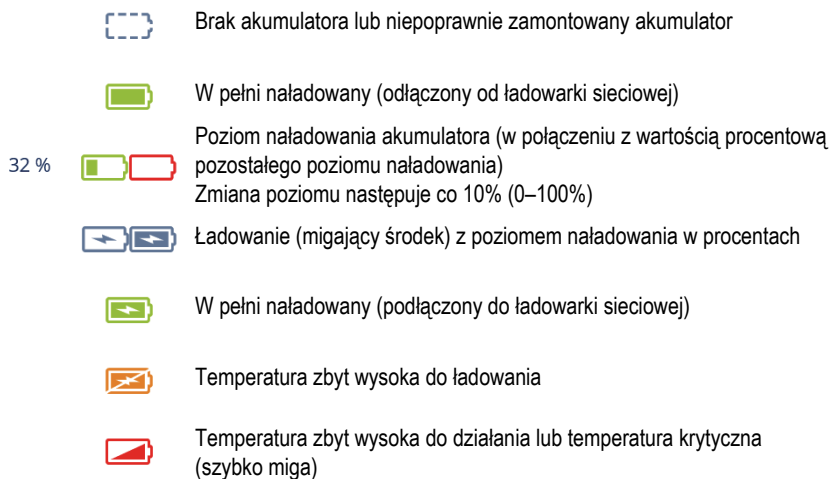 Brak akumulatora lub niepoprawnie zamontowany akumulator
W pełni naładowany (odłączony od ładowarki sieciowej)
32 %
Poziom naładowania akumulatora (w połączeniu z wartością procentową
pozostałego poziomu naładowania)
Zmiana poziomu następuje co 10% (0–100%)
Ładowanie (migający środek) z poziomem naładowania w procentach
W pełni naładowany (podłączony do ładowarki sieciowej)
Temperatura zbyt wysoka do ładowania
Temperatura zbyt wysoka do działania lub temperatura krytyczna
(szybko miga)